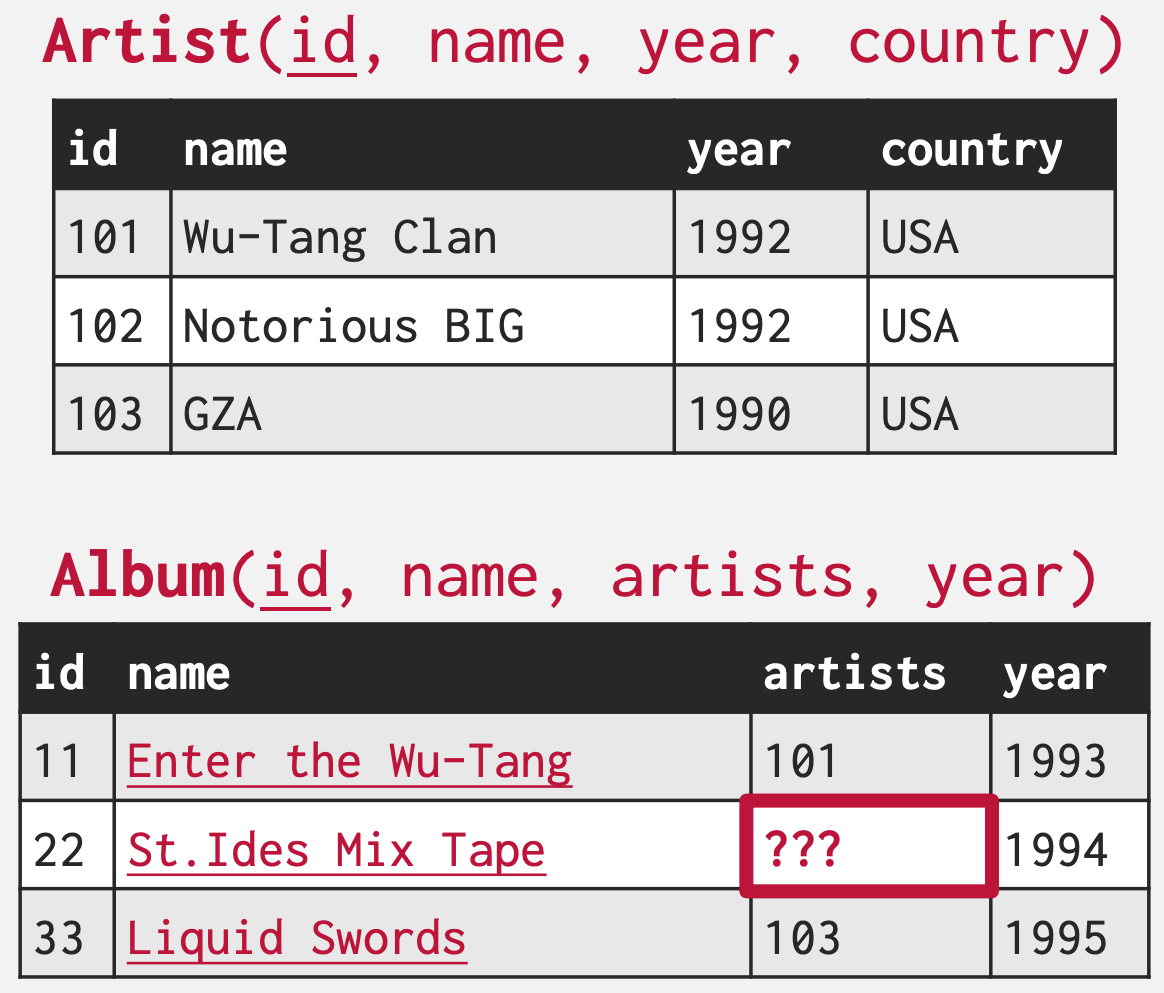 Artist(id, name, year, country)
id name year country
101 Wu-Tang Clan 1992 USA
102 Notorious BIG 1992 USA
103 GZA 1990 USA
Album(id, name, artists, year)
id name artists year
11 Enter the Wu-Tang 101 1993
22 St.Ides Mix Tape ??? 1994
33 Liquid Swords 103 1995